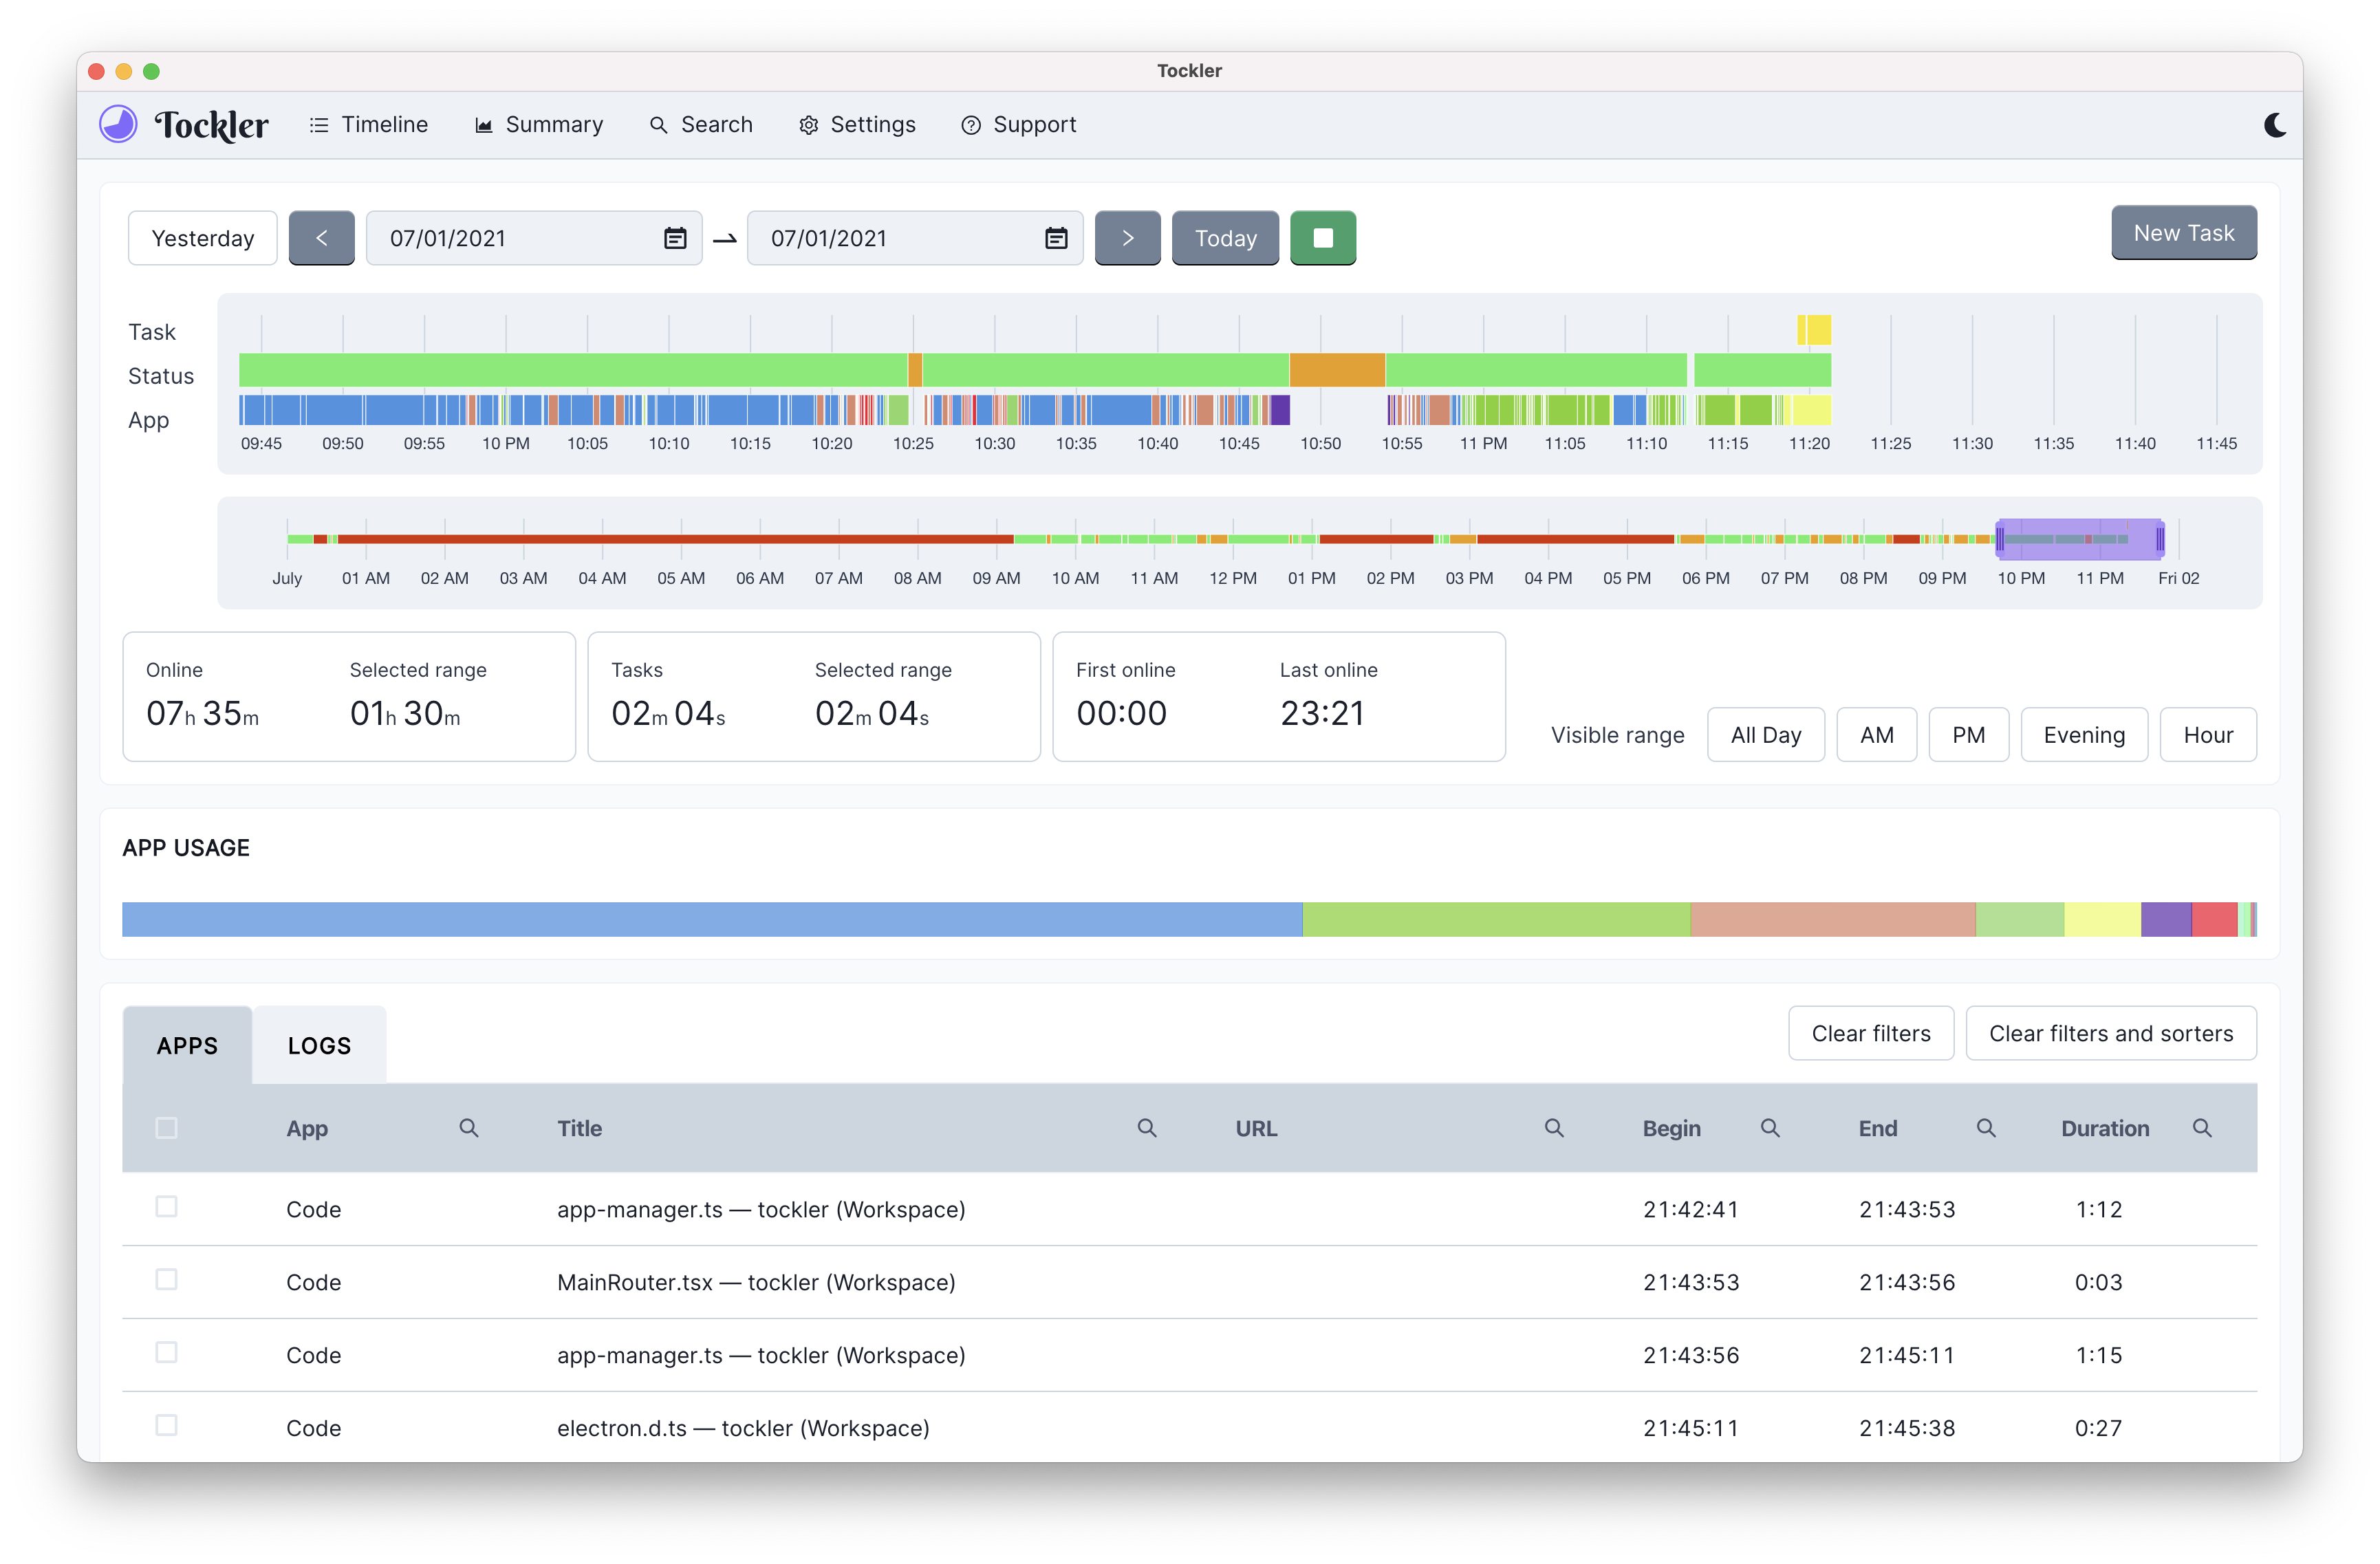 Tockler
Tockler Timeline Summary Search Settings Support
Yesterday < 07/01/2021 07/01/2021 > Today New Task
Task
Status
App
09:45 09:50 09:55 10 PM 10:05 10:10 10:15 10:20 10:25 10:30 10:35 10:40 10:45 10:50 10:55 11 PM 11:05 11:10 11:15 11:20 11:25 11:30 11:35 11:40 11:45
July 01 AM 02 AM 03 AM 04 AM 05 AM 06 AM 07 AM 08 AM 09 AM 10 AM 11 AM 12 PM 01 PM 02 PM 03 PM 04 PM 05 PM 06 PM 07 PM 08 PM 09 PM 10 PM 11 PM Fri 02
Online Selected range Tasks Selected range First online Last online
07h 35m 01h 30m 02m 04s 02m 04s 00:00 23:21
Visible range All Day AM PM Evening Hour
APP USAGE
APPS LOGS Clear filters Clear filters and sorters
App Title URL Begin End Duration
Code app-manager.ts — tockler (Workspace) 21:42:41 21:43:53 1:12
Code MainRouter.tsx — tockler (Workspace) 21:43:53 21:43:56 0:03
Code app-manager.ts — tockler (Workspace) 21:43:56 21:45:11 1:15
Code electron.d.ts — tockler (Workspace) 21:45:11 21:45:38 0:27